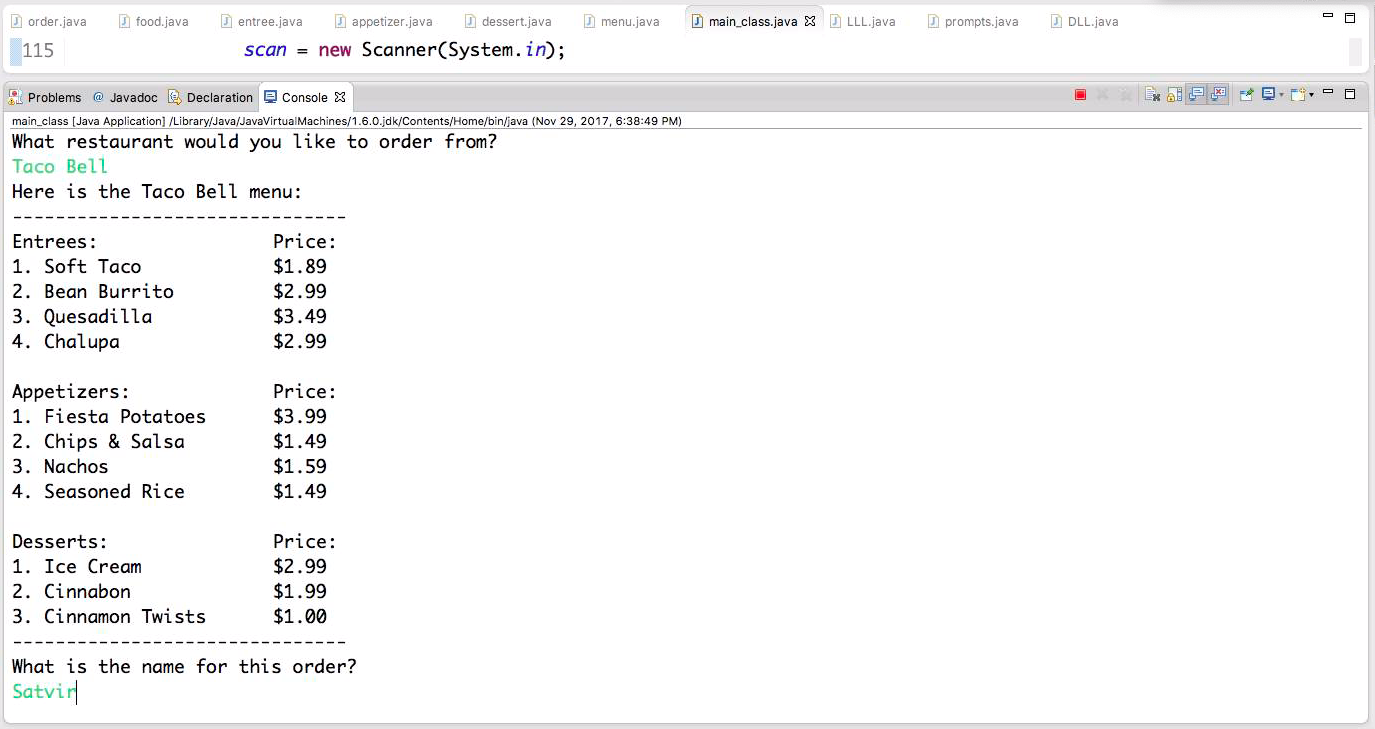 order.java food.java entree.java appetizer.java dessert.java menu.java main_class.java LLL.java prompts.java DLL.java
115 scan = new Scanner(System.in);
Problems @ Javadoc Declaration Console
main_class [Java Application] /Library/Java/JavaVirtualMachines/1.6.0.jdk/Contents/Home/bin/java (Nov 29, 2017, 6:38:49 PM)
What restaurant would you like to order from?
Taco Bell
Here is the Taco Bell menu:
-------------------------------
Entrees: Price:
1. Soft Taco $1.89
2. Bean Burrito $2.99
3. Quesadilla $3.49
4. Chalupa $2.99
Appetizers: Price:
1. Fiesta Potatoes $3.99
2. Chips & Salsa $1.49
3. Nachos $1.59
4. Seasoned Rice $1.49
Desserts: Price:
1. Ice Cream $2.99
2. Cinnabon $1.99
3. Cinnamon Twists $1.00
-------------------------------
What is the name for this order?
Satvir